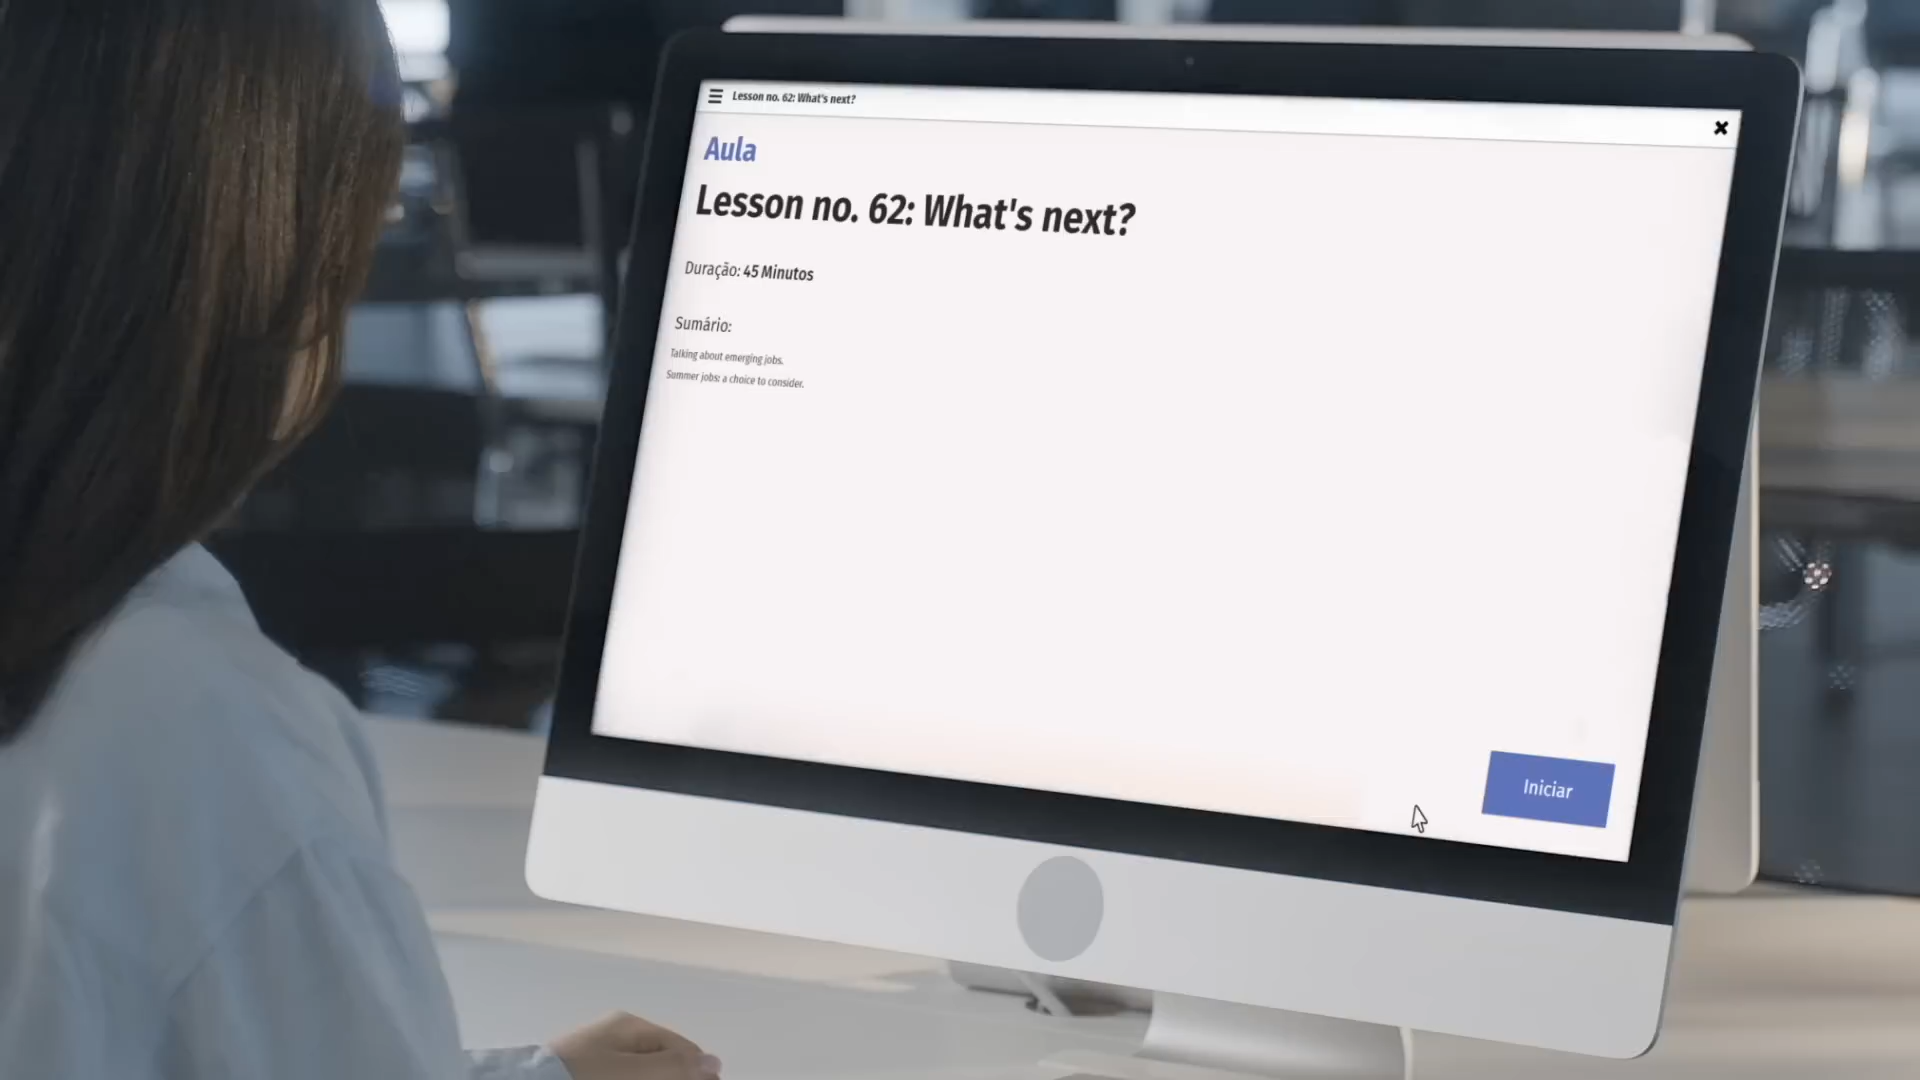 Lesson no. 62: What's next?
Aula
Lesson no. 62: What's next?
Duração: 45 Minutos
Sumário:
Talking about emerging jobs.
Summer jobs: a choice to consider.
Iniciar